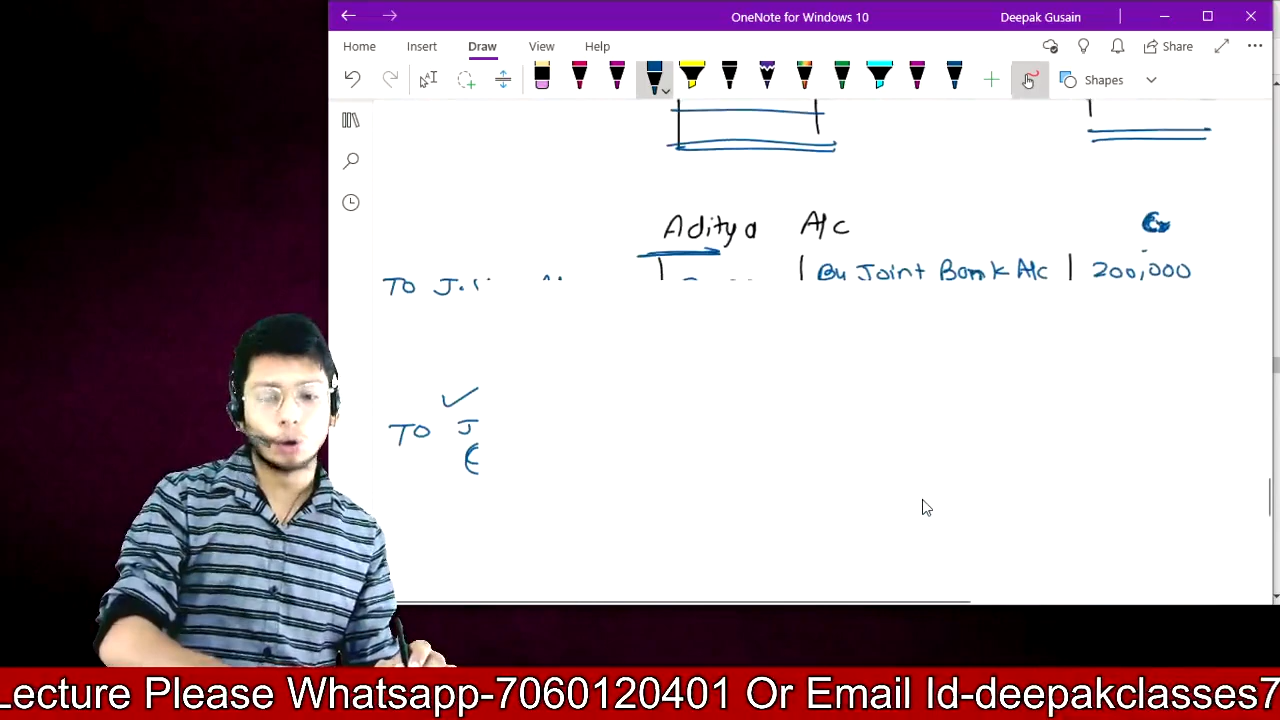 OneNote for Windows 10
Deepak Gusain
Home Insert Draw View Help
Share
Shapes
Aditya A/c Cr
By Joint Bank A/c 200,000
TO
TO J
Lecture Please Whatsapp-7060120401 Or Email Id-deepakclasses7